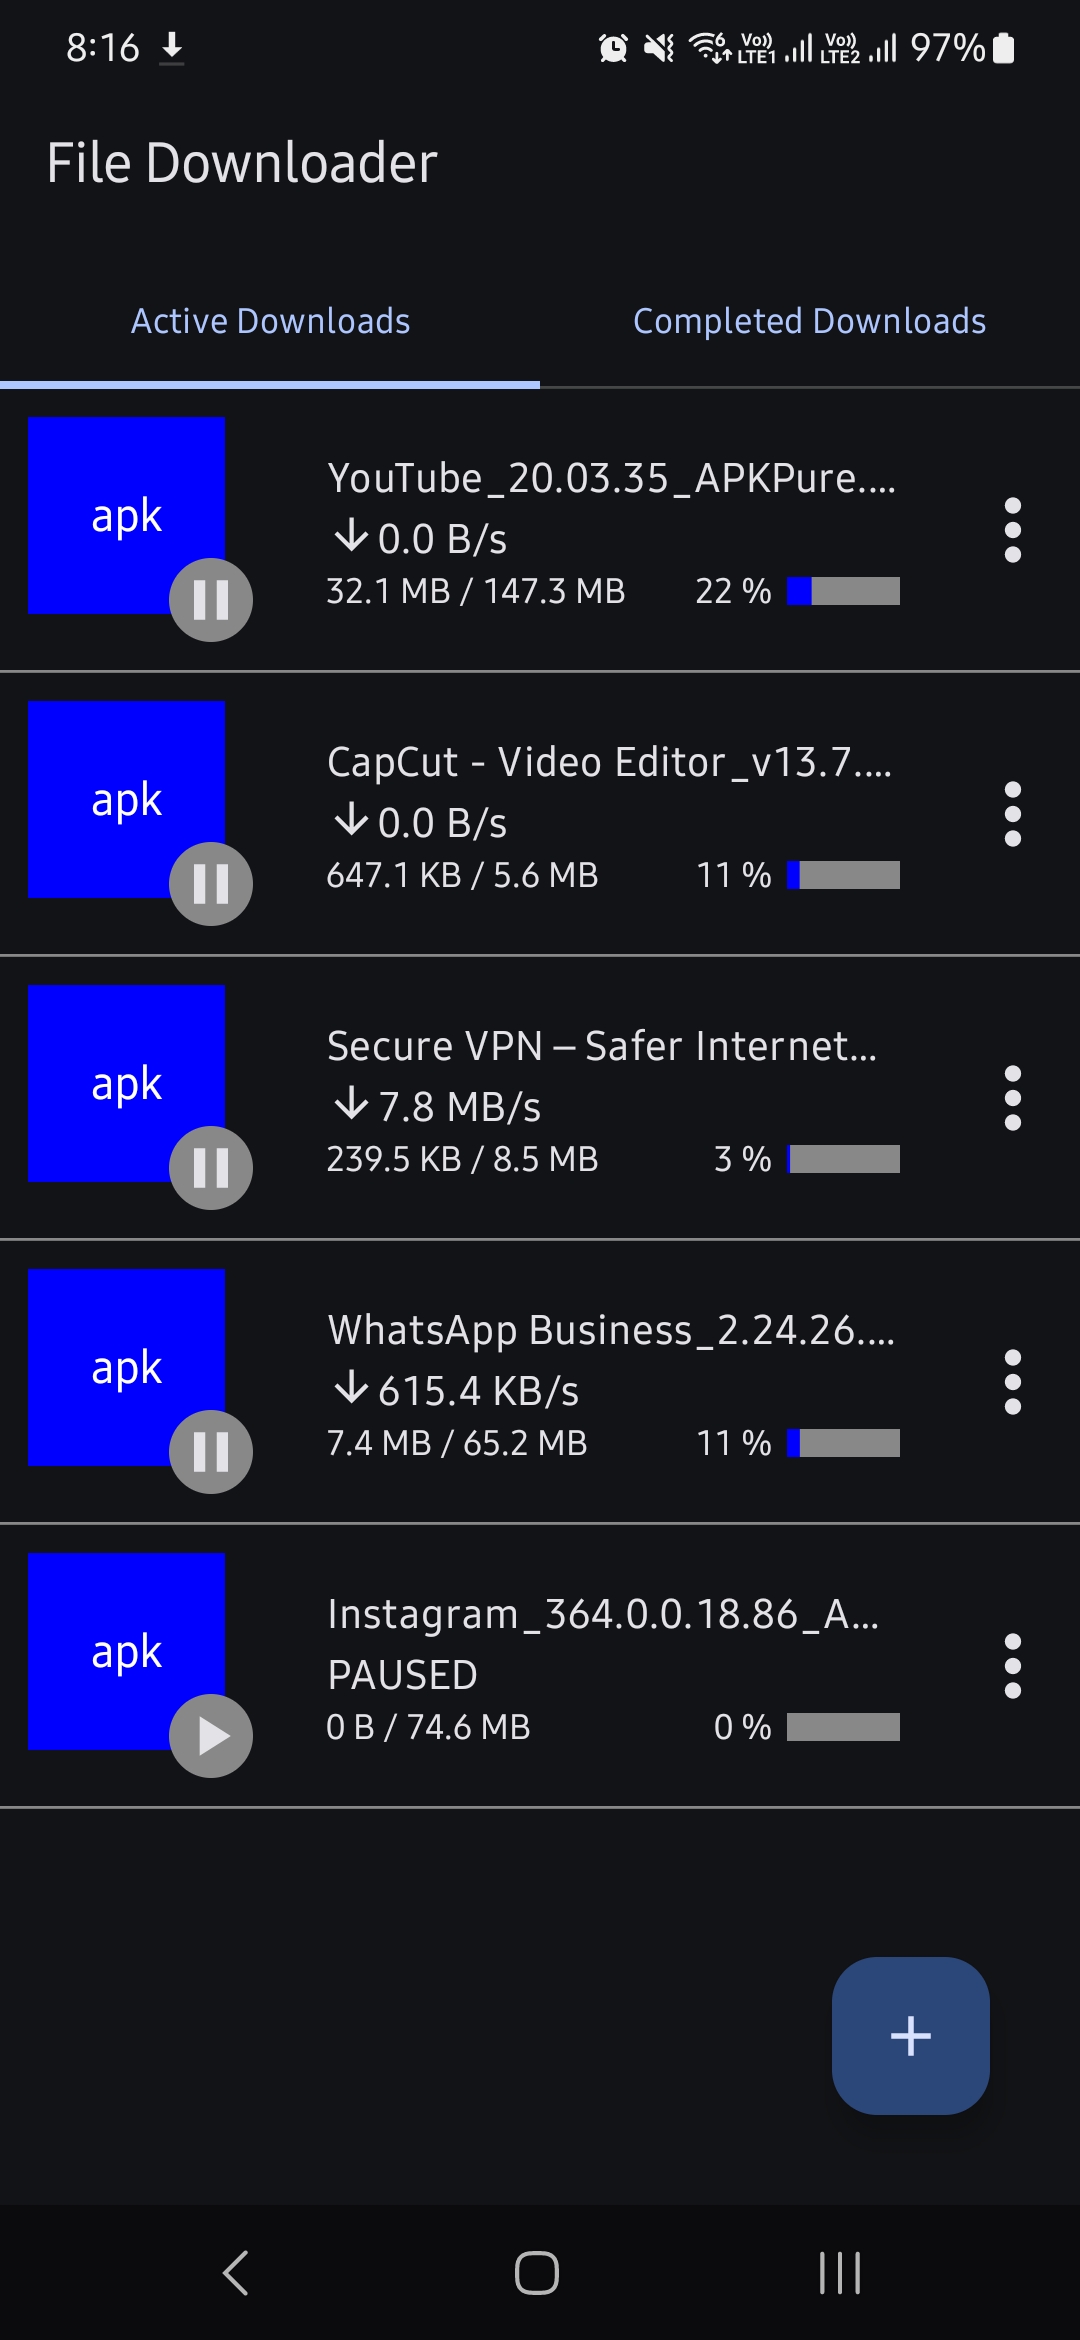 8:16
6 Vo)) LTE1 Vo)) LTE2 97%
File Downloader
Active Downloads
Completed Downloads
apk
YouTube_20.03.35_APKPure....
0.0 B/s
32.1 MB / 147.3 MB
22 %
apk
CapCut - Video Editor_v13.7....
0.0 B/s
647.1 KB / 5.6 MB
11 %
apk
Secure VPN – Safer Internet...
7.8 MB/s
239.5 KB / 8.5 MB
3 %
apk
WhatsApp Business_2.24.26....
615.4 KB/s
7.4 MB / 65.2 MB
11 %
apk
Instagram_364.0.0.18.86_A...
PAUSED
0 B / 74.6 MB
0 %